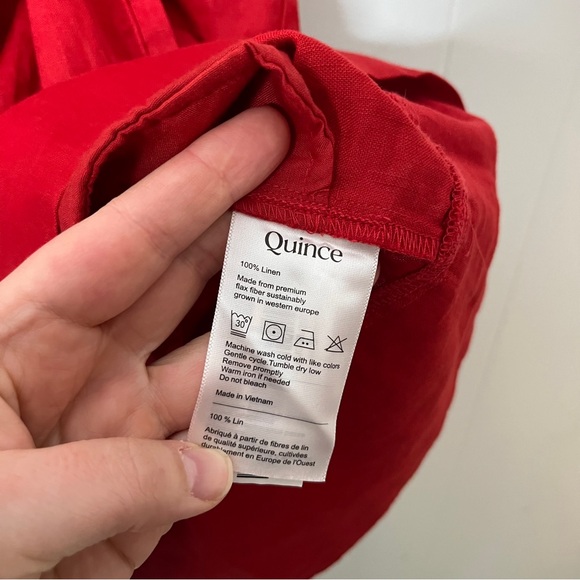 Quince
100% Linen
Made from premium
flax fiber sustainably
grown in western europe
30°
Machine wash cold with like colors
Gentle cycle.Tumble dry low
Remove promptly
Warm iron if needed
Do not bleach
Made in Vietnam
100 % Lin
Abriqué à partir de fibres de lin
de qualité supérieure, cultivées
durablement en Europe de l'Ouest